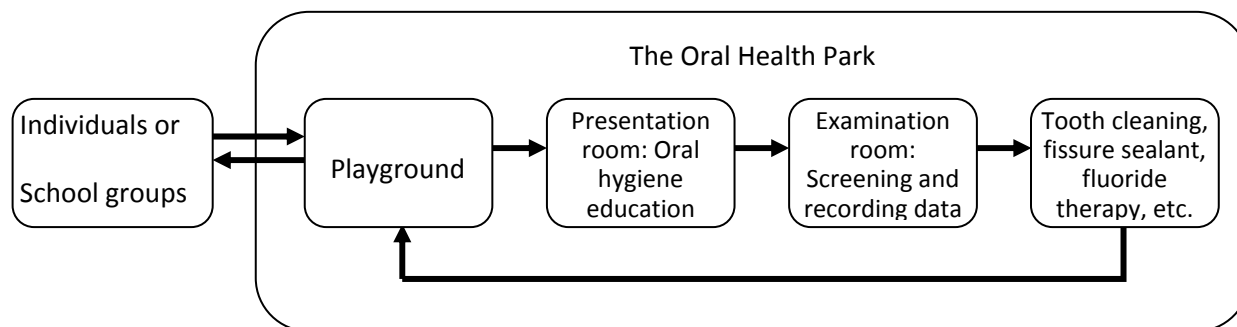 The Oral Health Park
Individuals or
School groups
Playground
Presentation
room: Oral
hygiene
education
Examination
room:
Screening and
recording data
Tooth cleaning,
fissure sealant,
fluoride
therapy, etc.